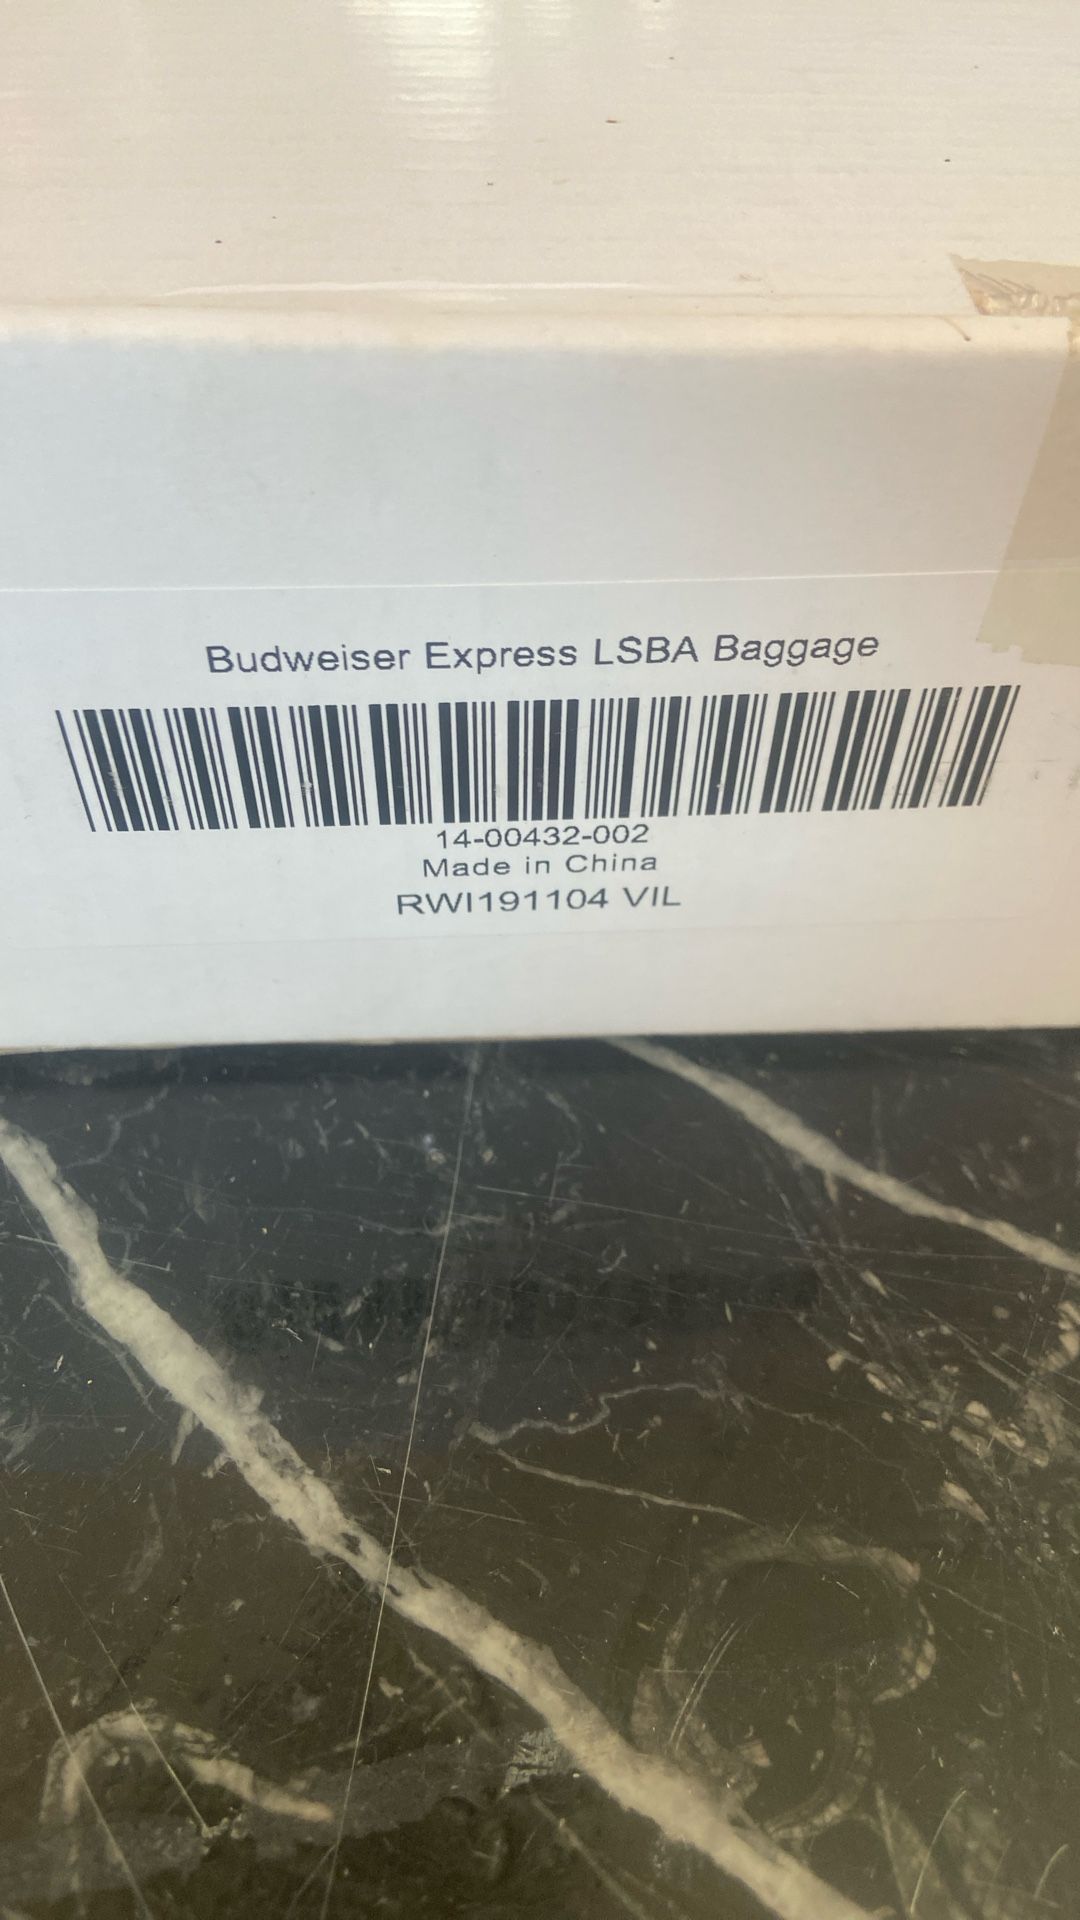 Budweiser Express LSBA Baggage
14-00432-002
Made in China
RWI191104 VIL